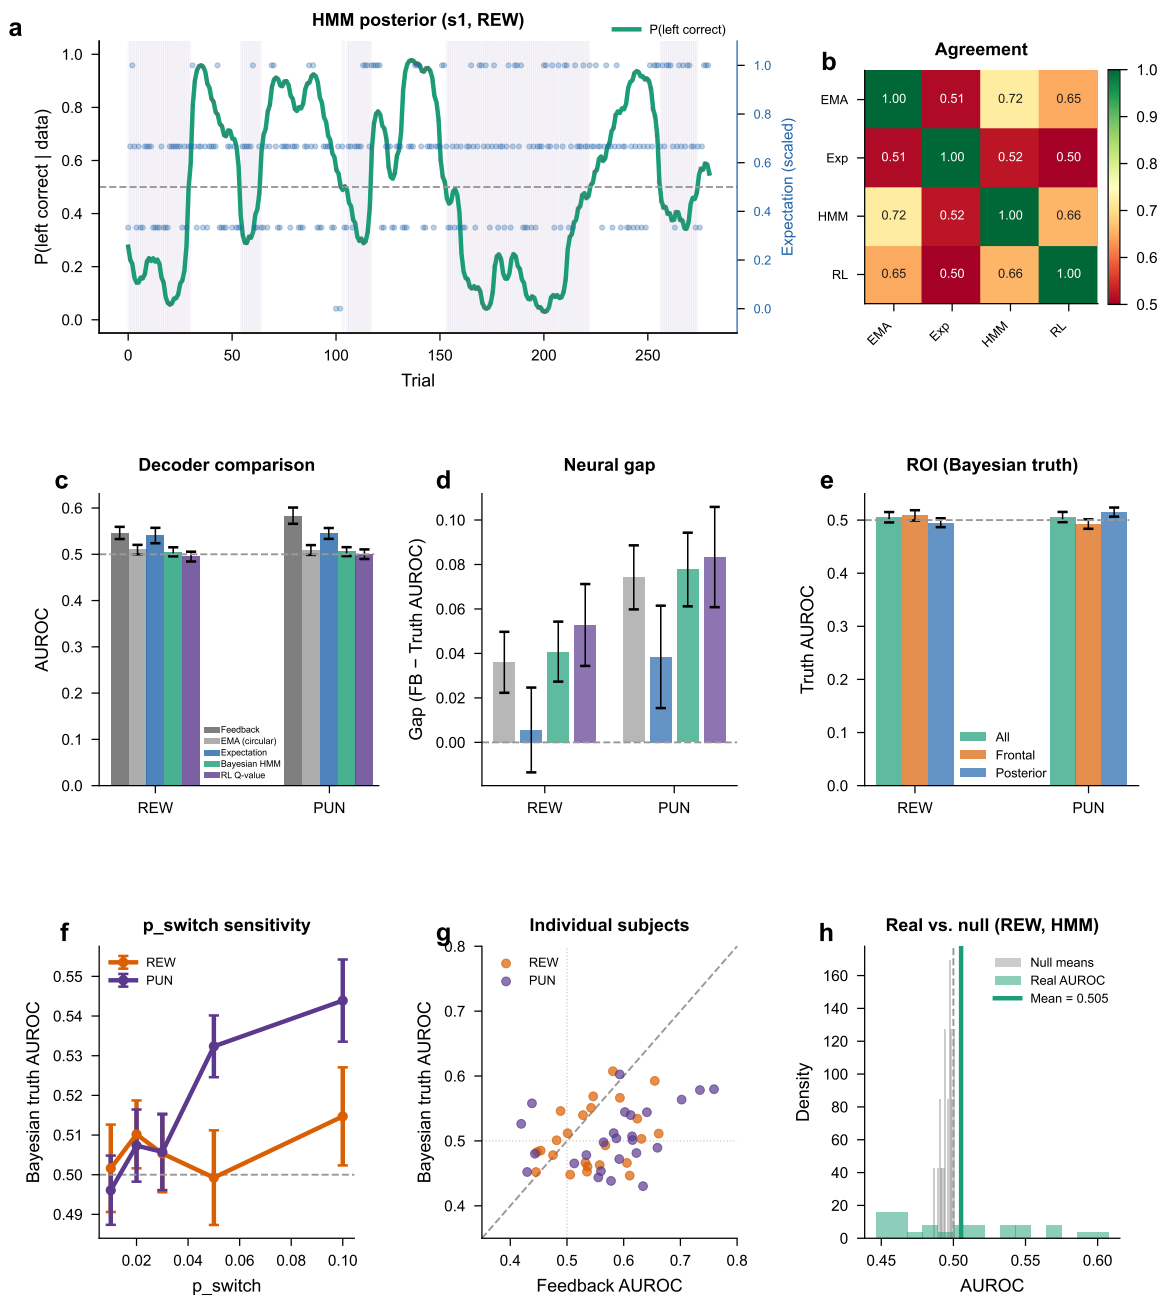 a
HMM posterior (s1, REW)
P(left correct)
P(left correct | data)
1.0
0.8
0.6
0.4
0.2
0.0
0
50
100
150
200
250
Trial
1.0
0.8
0.6
0.4
0.2
0.0
Expectation (scaled)
b
Agreement
EMA
Exp
HMM
RL
1.00 0.51 0.72 0.65
0.51 1.00 0.52 0.50
0.72 0.52 1.00 0.66
0.65 0.50 0.66 1.00
EMA
Exp
HMM
RL
1.0
0.9
0.8
0.7
0.6
0.5
c
Decoder comparison
AUROC
0.6
0.5
0.4
0.3
0.2
0.1
0.0
Feedback
EMA (circular)
Expectation
Bayesian HMM
RL Q-value
REW
PUN
d
Neural gap
Gap (FB − Truth AUROC)
0.10
0.08
0.06
0.04
0.02
0.00
REW
PUN
e
ROI (Bayesian truth)
Truth AUROC
0.5
0.4
0.3
0.2
0.1
0.0
All
Frontal
Posterior
REW
PUN
f
p_switch sensitivity
REW
PUN
Bayesian truth AUROC
0.55
0.54
0.53
0.52
0.51
0.50
0.49
0.02
0.04
0.06
0.08
0.10
p_switch
g
Individual subjects
REW
PUN
Bayesian truth AUROC
0.8
0.7
0.6
0.5
0.4
0.4
0.5
0.6
0.7
0.8
Feedback AUROC
h
Real vs. null (REW, HMM)
Null means
Real AUROC
Mean = 0.505
Density
160
140
120
100
80
60
40
20
0
0.45
0.50
0.55
0.60
AUROC